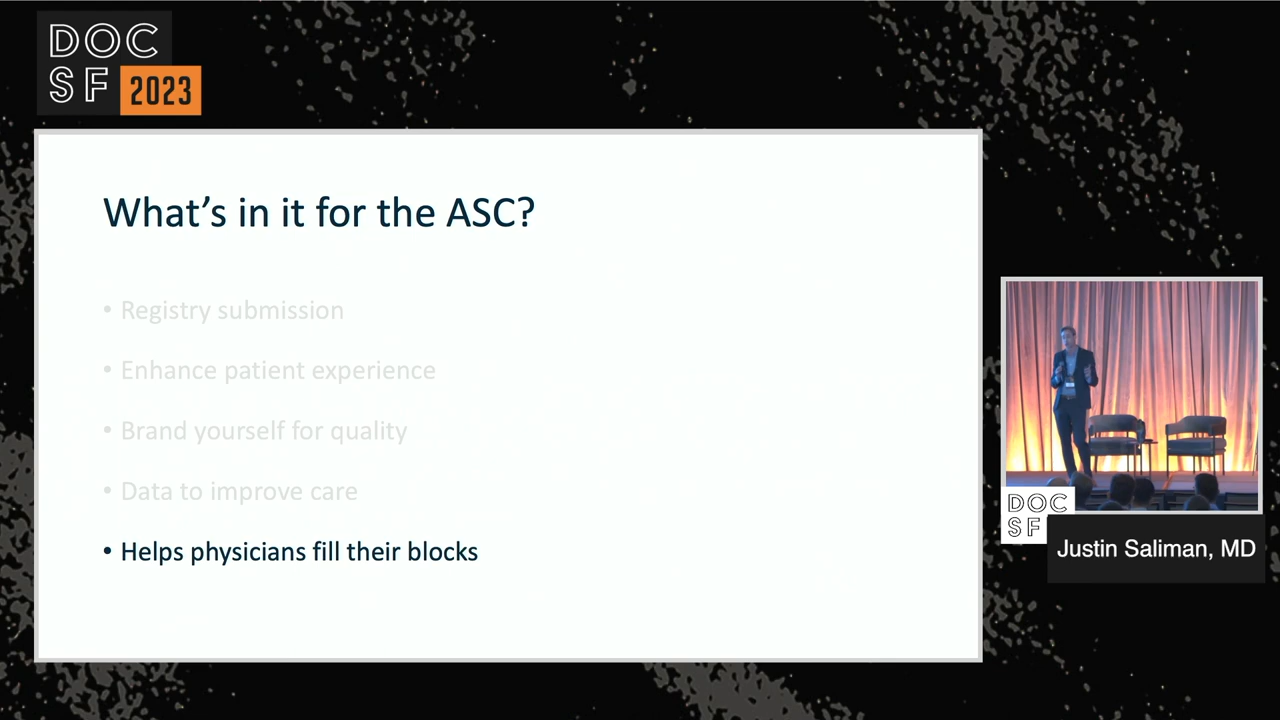 DOC
SF 2023
What's in it for the ASC?
• Registry submission
• Enhance patient experience
• Brand yourself for quality
• Data to improve care
• Helps physicians fill their blocks
DOC
SF
Justin Saliman, MD